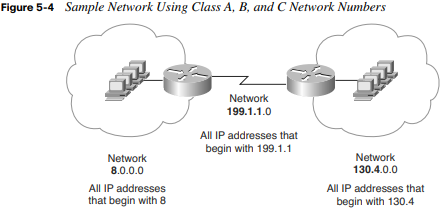 Figure 5-4 Sample Network Using Class A, B, and C Network Numbers
Network
199.1.1.0
All IP addresses that
begin with 199.1.1
Network
8.0.0.0
All IP addresses
that begin with 8
Network
130.4.0.0
All IP addresses that
begin with 130.4